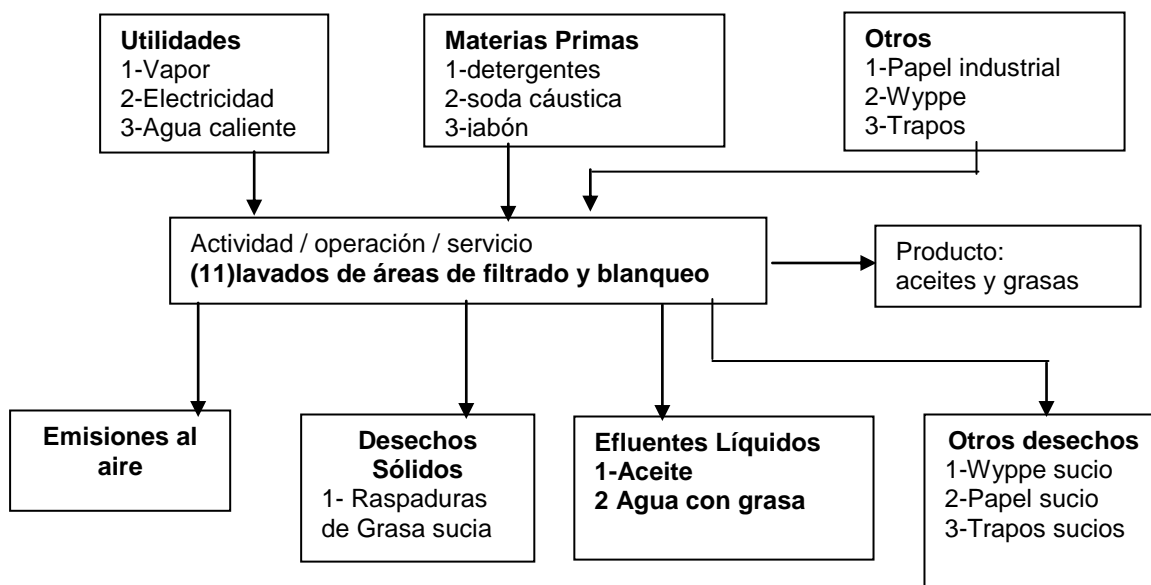 Utilidades
1-Vapor
2-Electricidad
3-Agua caliente
Materias Primas
1-detergentes
2-soda cáustica
3-jabón
Otros
1-Papel industrial
2-Wyppe
3-Trapos
Actividad / operación / servicio
(11)lavados de áreas de filtrado y blanqueo
Producto:
aceites y grasas
Emisiones al
aire
Desechos
Sólidos
1- Raspaduras
de Grasa sucia
Efluentes Líquidos
1-Aceite
2 Agua con grasa
Otros desechos
1-Wyppe sucio
2-Papel sucio
3-Trapos sucios